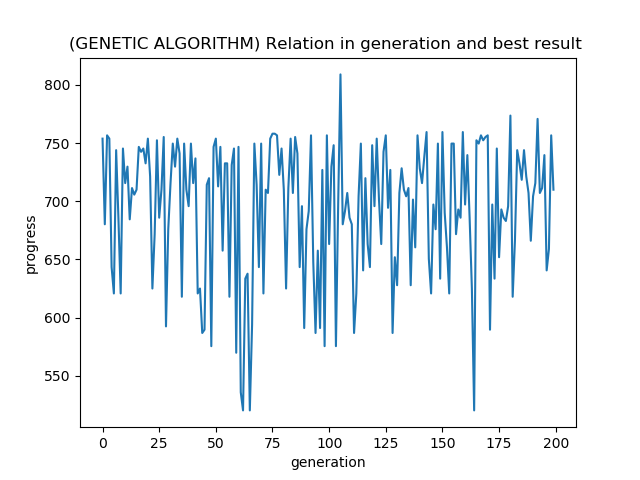 (GENETIC ALGORITHM) Relation in generation and best result
800
750
700
650
600
550
progress
0 25 50 75 100 125 150 175 200
generation